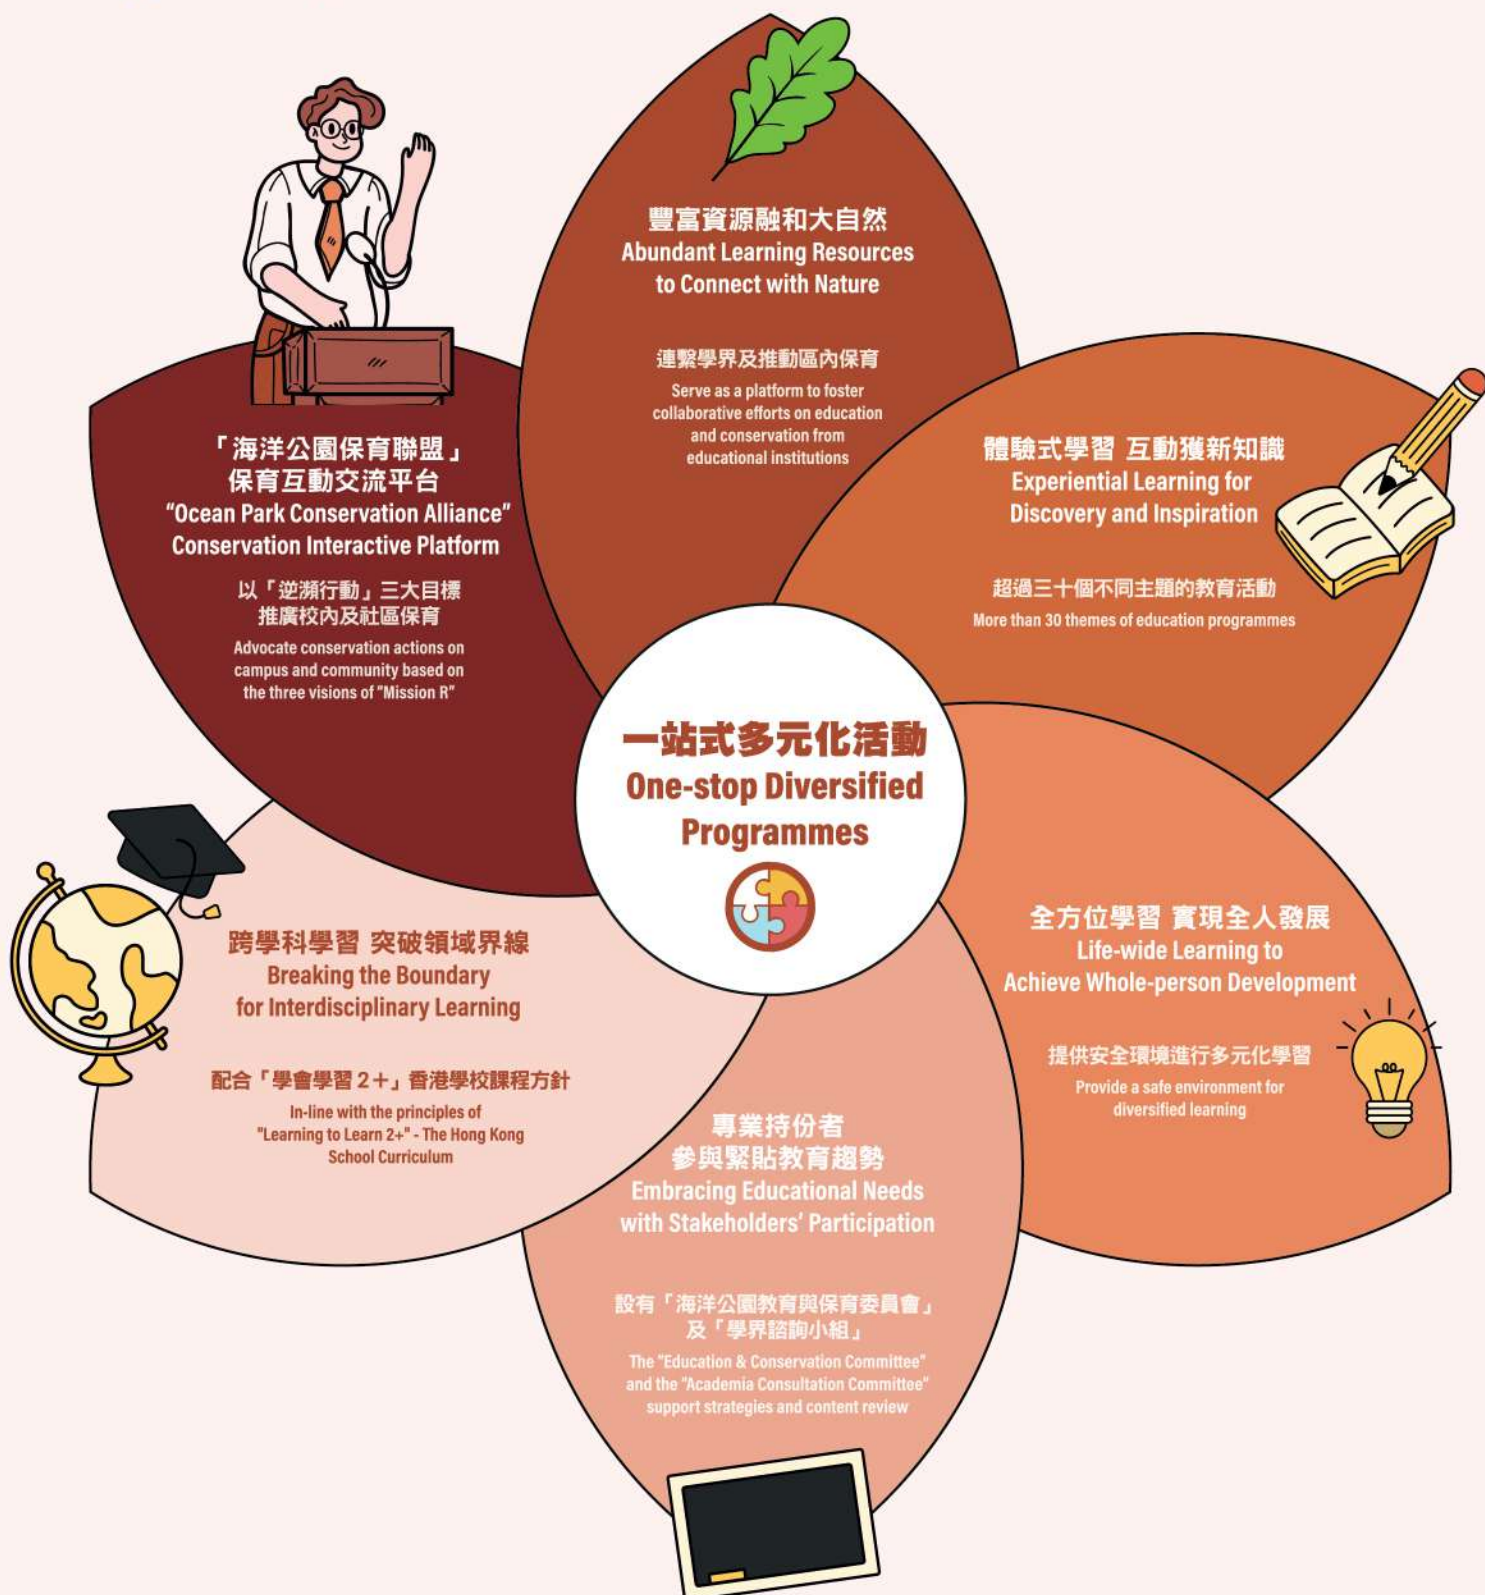 豐富資源融和大自然
Abundant Learning Resources
to Connect with Nature
連繫學界及推動區內保育
Serve as a platform to foster
collaborative efforts on education
and conservation from
educational institutions
體驗式學習 互動獲新知識
Experiential Learning for
Discovery and Inspiration
超過三十個不同主題的教育活動
More than 30 themes of education programmes
全方位學習 實現全人發展
Life-wide Learning to
Achieve Whole-person Development
提供安全環境進行多元化學習
Provide a safe environment for
diversified learning
專業持份者
參與緊貼教育趨勢
Embracing Educational Needs
with Stakeholders' Participation
設有「海洋公園教育與保育委員會」
及「學界諮詢小組」
The "Education & Conservation Committee"
and the "Academia Consultation Committee"
support strategies and content review
跨學科學習 突破領域界線
Breaking the Boundary
for Interdisciplinary Learning
配合「學會學習 2＋」香港學校課程方針
In-line with the principles of
"Learning to Learn 2+" - The Hong Kong
School Curriculum
「海洋公園保育聯盟」
保育互動交流平台
"Ocean Park Conservation Alliance"
Conservation Interactive Platform
以「逆瀕行動」三大目標
推廣校內及社區保育
Advocate conservation actions on
campus and community based on
the three visions of "Mission R"
一站式多元化活動
One-stop Diversified
Programmes